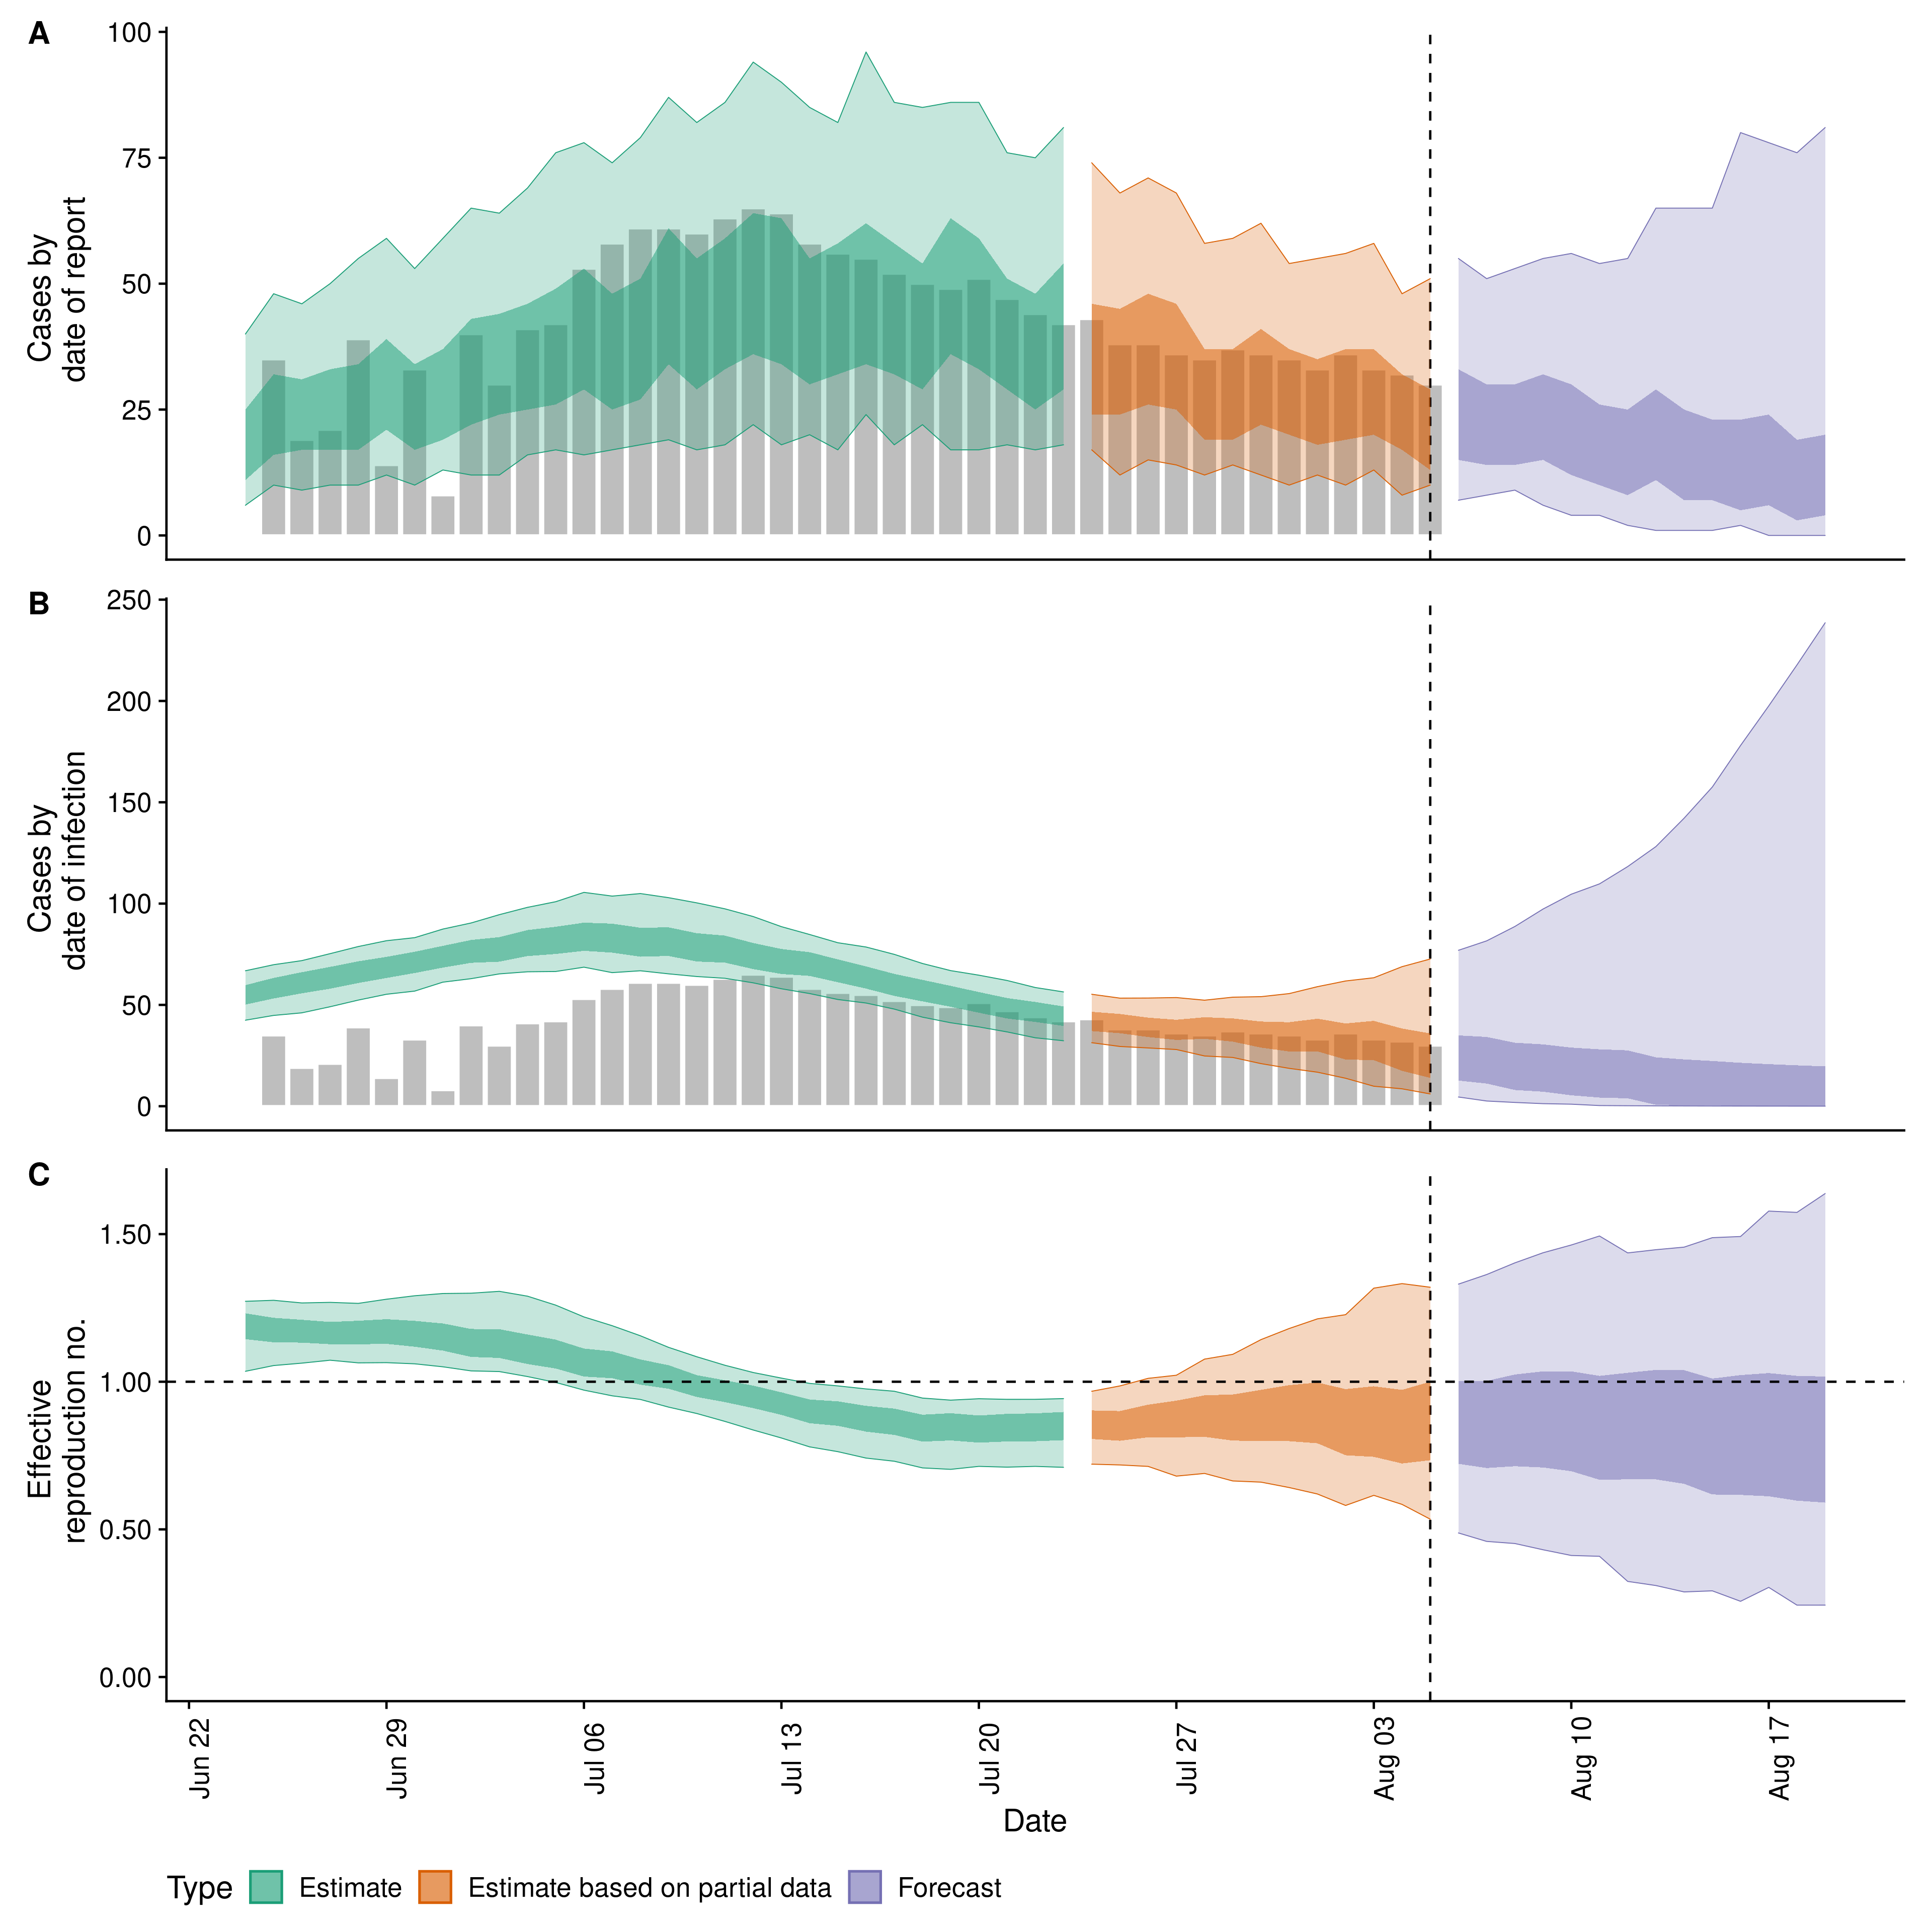 A
100
75
50
25
0
Cases by
date of report
B
250
200
150
100
50
0
Cases by
date of infection
C
1.50
1.00
0.50
0.00
Effective
reproduction no.
Jun 22
Jun 29
Jul 06
Jul 13
Jul 20
Jul 27
Aug 03
Aug 10
Aug 17
Date
Type Estimate Estimate based on partial data Forecast